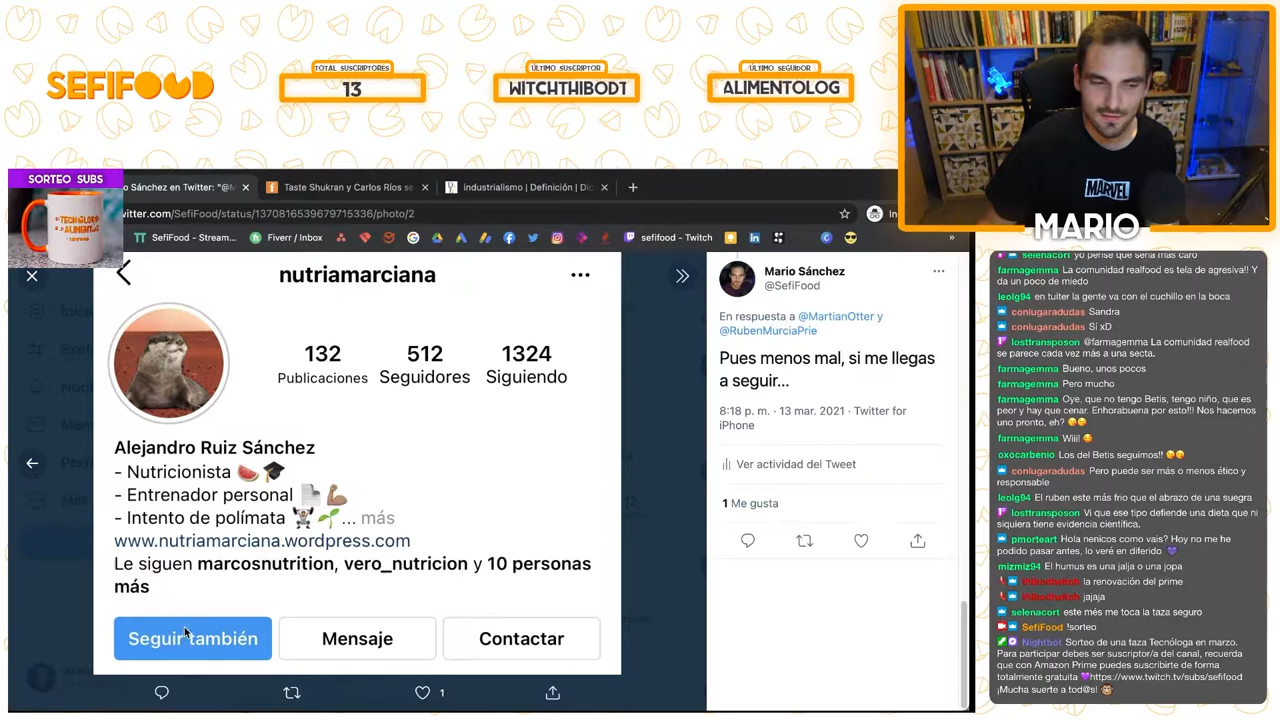 SEFIFOOD
TOTAL SUSCRIPTORES
13
ÚLTIMO SUSCRIPTOR
WITCHTHIBODT
ÚLTIMO SEGUIDOR
ALIMENTOLOG
MARVEL
MARIO
SORTEO SUBS
o Sánchez en Twitter: "@M
Taste Shukran y Carlos Ríos se
industrialismo | Definición | Dic
witter.com/SefiFood/status/1370816539679715336/photo/2
In
SefiFood - Stream...
Fiverr / Inbox
sefifood - Twitch
nutriamarciana
132
Publicaciones
512
Seguidores
1324
Siguiendo
Alejandro Ruiz Sánchez
- Nutricionista 🍉🎓
- Entrenador personal 📄💪🏽
- Intento de polímata 🏋🌱... más
www.nutriamarciana.wordpress.com
Le siguen marcosnutrition, vero_nutricion y 10 personas
más
Seguir también
Mensaje
Contactar
1
Mario Sánchez
@SefiFood
En respuesta a @MartianOtter y
@RubenMurciaPrie
Pues menos mal, si me llegas
a seguir...
8:18 p. m. · 13 mar. 2021 · Twitter for
iPhone
Ver actividad del Tweet
1 Me gusta
selenacort yo pensé que sería más caro
farmagemma La comunidad realfood es tela de agresiva!! Y
da un poco de miedo
leolg94 en tuiter la gente va con el cuchillo en la boca
conlugaradudas Sandra
conlugaradudas Sí xD
losttransposon @farmagemma La comunidad realfood
se parece cada vez más a una secta.
farmagemma Bueno, unos pocos
farmagemma Pero mucho
farmagemma Oye, que no tengo Betis, tengo niño, que es
peor y hay que cenar. Enhorabuena por esto!!! Nos hacemos
uno pronto, eh? 😘😘
farmagemma Wiii! 🥰
oxocarbenio Los del Betis seguimos!! 😘😘
conlugaradudas Pero puede ser más o menos ético y
responsable
leolg94 El ruben este más frio que el abrazo de una suegra
losttransposon Vi que ese tipo defiende una dieta que ni
siquiera tiene evidencia científica.
pmorteart Hola nenicos como vais? Hoy no me he
podido pasar antes, lo veré en diferido 💜
mizmiz94 El humus es una jalja o una jopa
thibodtwitch la renovación del prime
thibodtwitch jajaja
selenacort este més me toca la taza seguro
SefiFood !sorteo
Nightbot Sorteo de una taza Tecnóloga en marzo.
Para participar debes ser suscriptor/a del canal, recuerda
que con Amazon Prime puedes suscribirte de forma
totalmente gratuita 💜https://www.twitch.tv/subs/sefifood
¡Mucha suerte a tod@s! 🐵